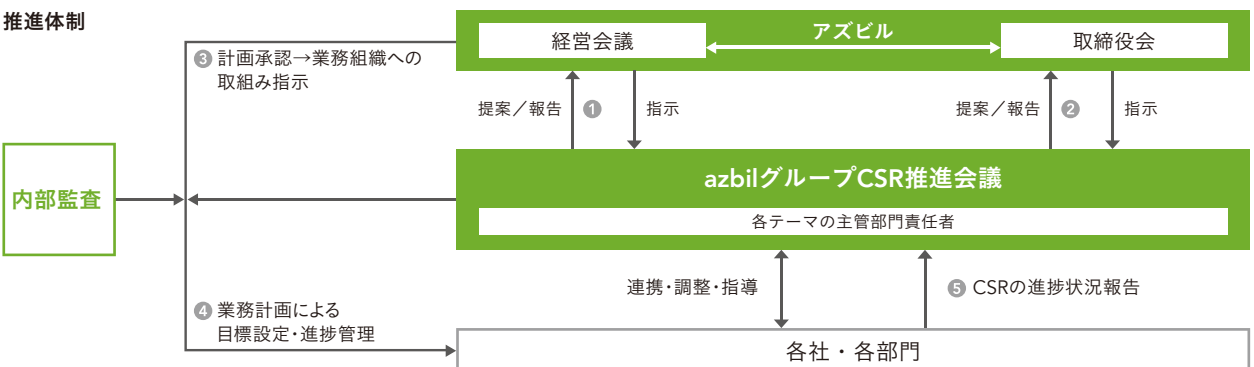 推進体制
アズビル
経営会議
取締役会
❸ 計画承認→業務組織への
取組み指示
提案／報告 ❶ 指示
提案／報告 ❷ 指示
内部監査
azbilグループCSR推進会議
各テーマの主管部門責任者
連携・調整・指導
❺ CSRの進捗状況報告
❹ 業務計画による
目標設定・進捗管理
各社・各部門